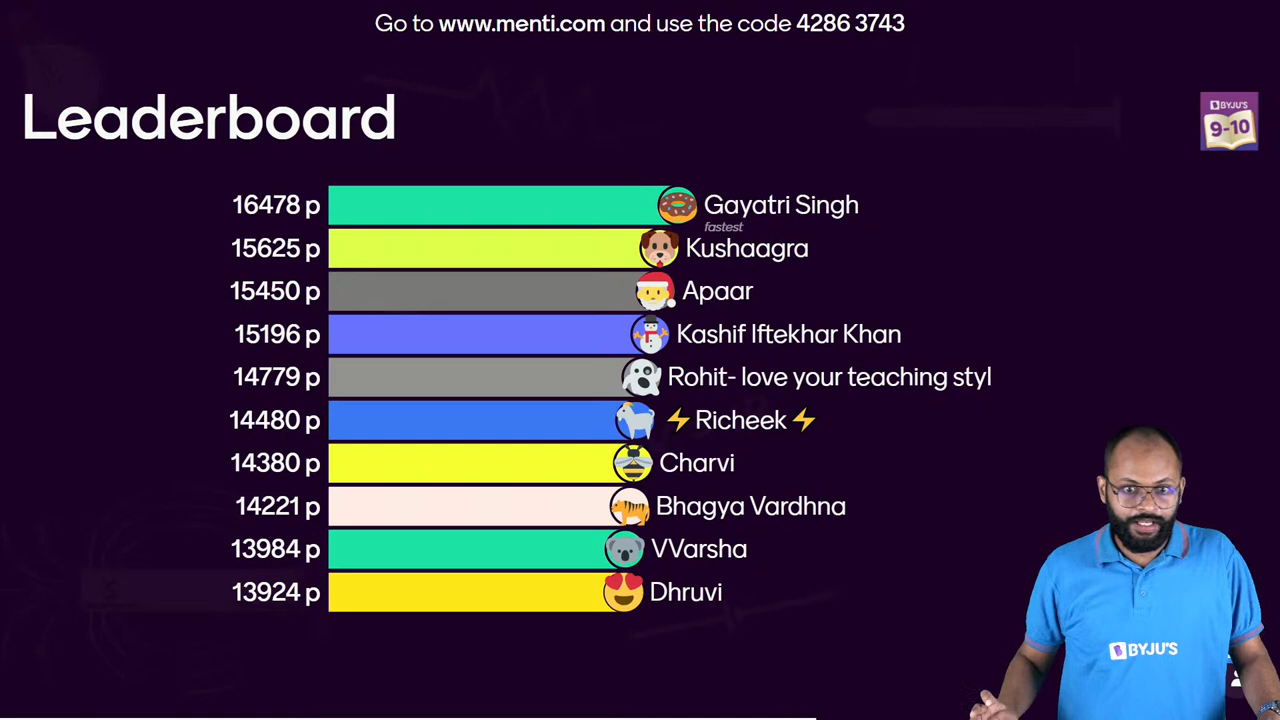 Go to www.menti.com and use the code 4286 3743
Leaderboard
BYJU'S
9-10
16478 p Gayatri Singh
fastest
15625 p Kushaagra
15450 p Apaar
15196 p Kashif Iftekhar Khan
14779 p Rohit- love your teaching styl
14480 p ⚡Richeek⚡
14380 p Charvi
14221 p Bhagya Vardhna
13984 p VVarsha
13924 p Dhruvi
BYJU'S